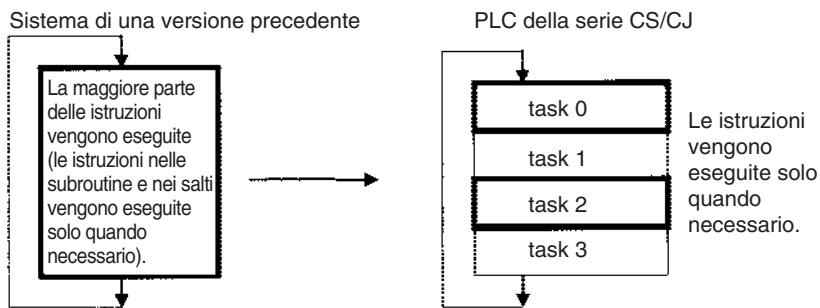 Sistema di una versione precedente
La maggiore parte
delle istruzioni
vengono eseguite
(le istruzioni nelle
subroutine e nei salti
vengono eseguite
solo quando
necessario).
PLC della serie CS/CJ
task 0
task 1
task 2
task 3
Le istruzioni
vengono
eseguite solo
quando
necessario.